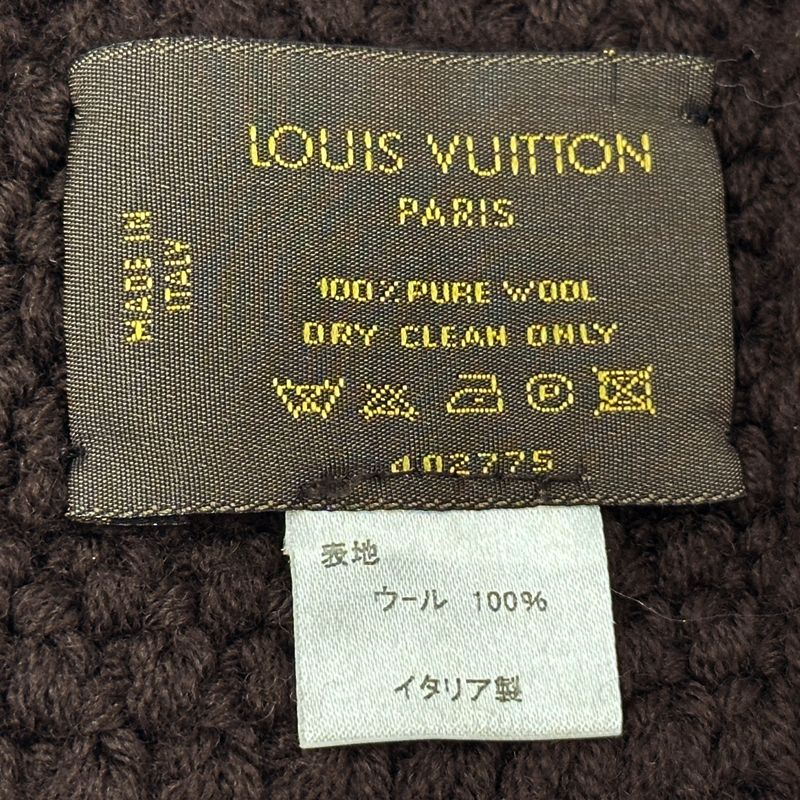 LOUIS VUITTON
PARIS
MADE IN
ITALY
100% PURE WOOL
DRY CLEAN ONLY
P
402775
表地
ウール 100%
イタリア製